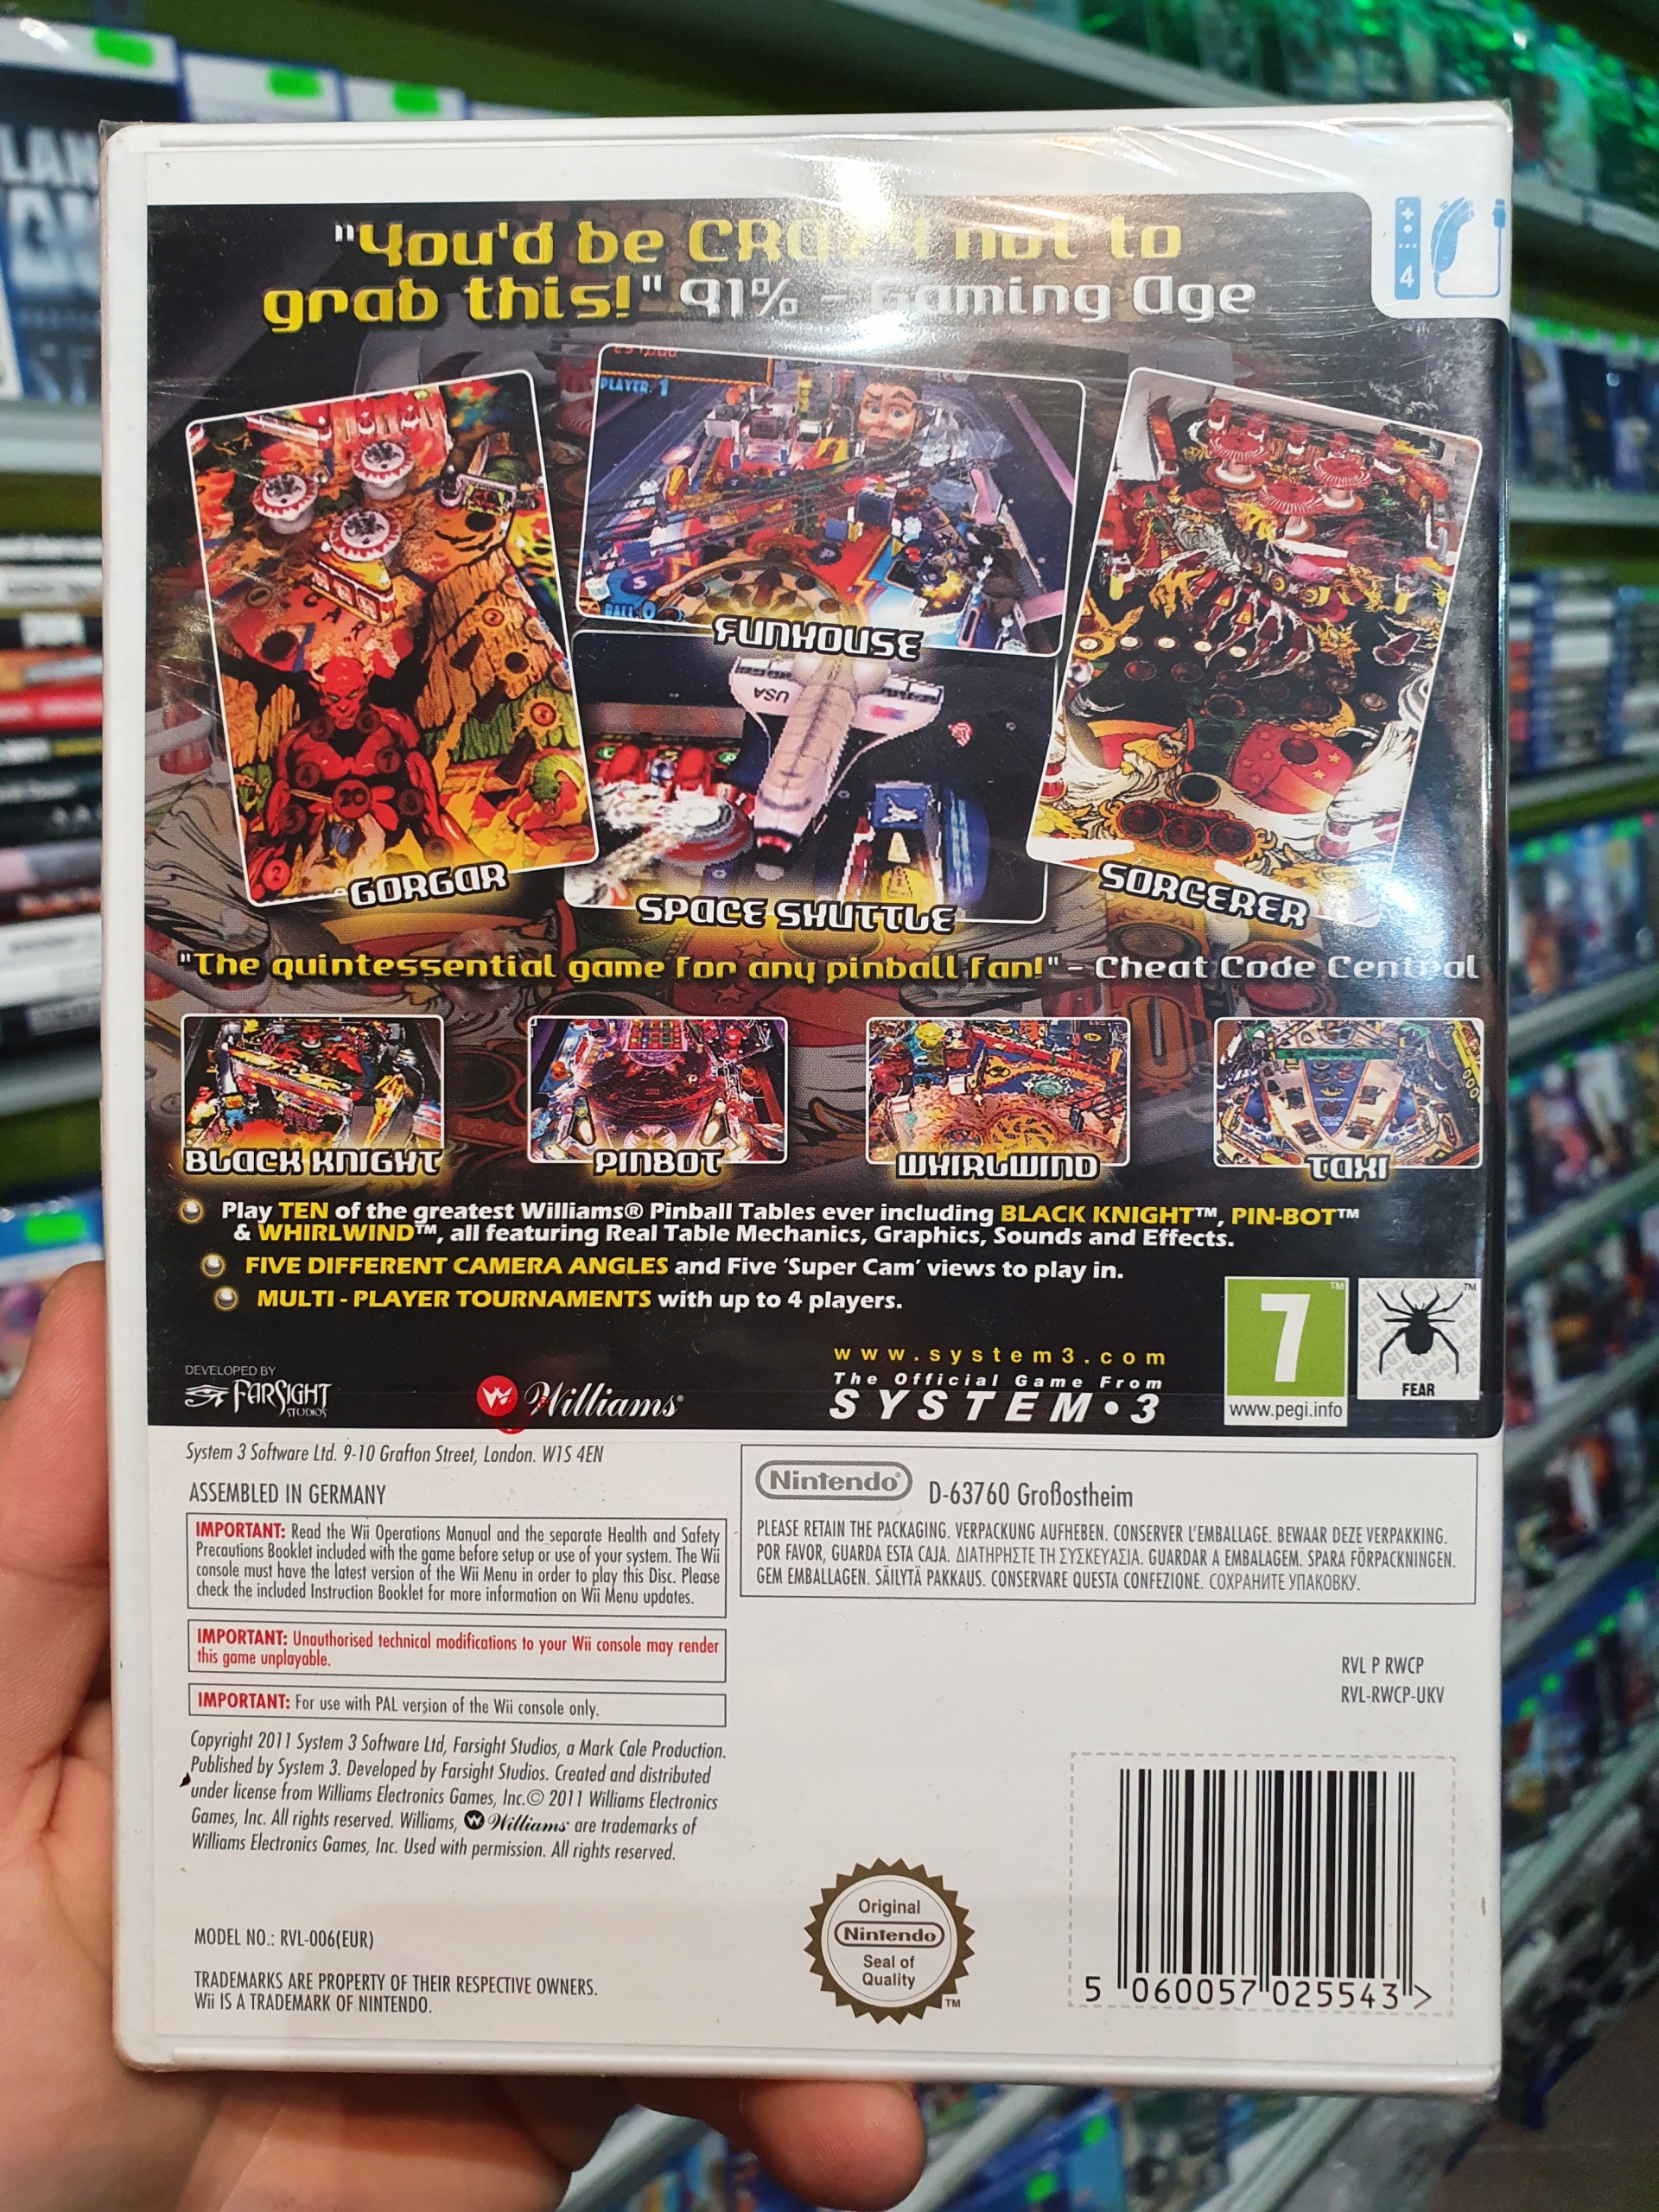 "You'd be not to
grab this!" 91% - Gaming Age
4
PLAYER: 1
BALL 0
FUNHOUSE
USA
GORGAR
SPACE SHUTTLE
SORCERER
"The quintessential game for any pinball fan!" - Cheat Code Central
BLACK KNIGHT
PINBOT
WHIRLWIND
TAXI
Play TEN of the greatest Williams® Pinball Tables ever including BLACK KNIGHT™, PIN-BOT™
& WHIRLWIND™, all featuring Real Table Mechanics, Graphics, Sounds and Effects.
FIVE DIFFERENT CAMERA ANGLES and Five 'Super Cam' views to play in.
MULTI - PLAYER TOURNAMENTS with up to 4 players.
DEVELOPED BY
FARSIGHT
STUDIOS
Williams®
www.system3.com
The Official Game From
SYSTEM•3
7
www.pegi.info
FEAR
System 3 Software Ltd. 9-10 Grafton Street, London. W1S 4EN
ASSEMBLED IN GERMANY
IMPORTANT: Read the Wii Operations Manual and the separate Health and Safety
Precautions Booklet included with the game before setup or use of your system. The Wii
console must have the latest version of the Wii Menu in order to play this Disc. Please
check the included Instruction Booklet for more information on Wii Menu updates.
IMPORTANT: Unauthorised technical modifications to your Wii console may render
this game unplayable.
IMPORTANT: For use with PAL version of the Wii console only.
Copyright 2011 System 3 Software Ltd, Farsight Studios, a Mark Cale Production.
Published by System 3. Developed by Farsight Studios. Created and distributed
under license from Williams Electronics Games, Inc.© 2011 Williams Electronics
Games, Inc. All rights reserved. Williams, W Williams® are trademarks of
Williams Electronics Games, Inc. Used with permission. All rights reserved.
MODEL NO.: RVL-006(EUR)
TRADEMARKS ARE PROPERTY OF THEIR RESPECTIVE OWNERS.
Wii IS A TRADEMARK OF NINTENDO.
Nintendo® D-63760 Großostheim
PLEASE RETAIN THE PACKAGING. VERPACKUNG AUFHEBEN. CONSERVER L'EMBALLAGE. BEWAAR DEZE VERPAKKING.
POR FAVOR, GUARDA ESTA CAJA. ΔΙΑΤΗΡΗΣΤΕ ΤΗ ΣΥΣΚΕΥΑΣΙΑ. GUARDAR A EMBALAGEM. SPARA FÖRPACKNINGEN.
GEM EMBALLAGEN. SÄILYTÄ PAKKAUS. CONSERVARE QUESTA CONFEZIONE. СОХРАНИТЕ УПАКОВКУ.
RVL P RWCP
RVL-RWCP-UKV
Original
Nintendo
Seal of
Quality
™
5 060057 025543 >